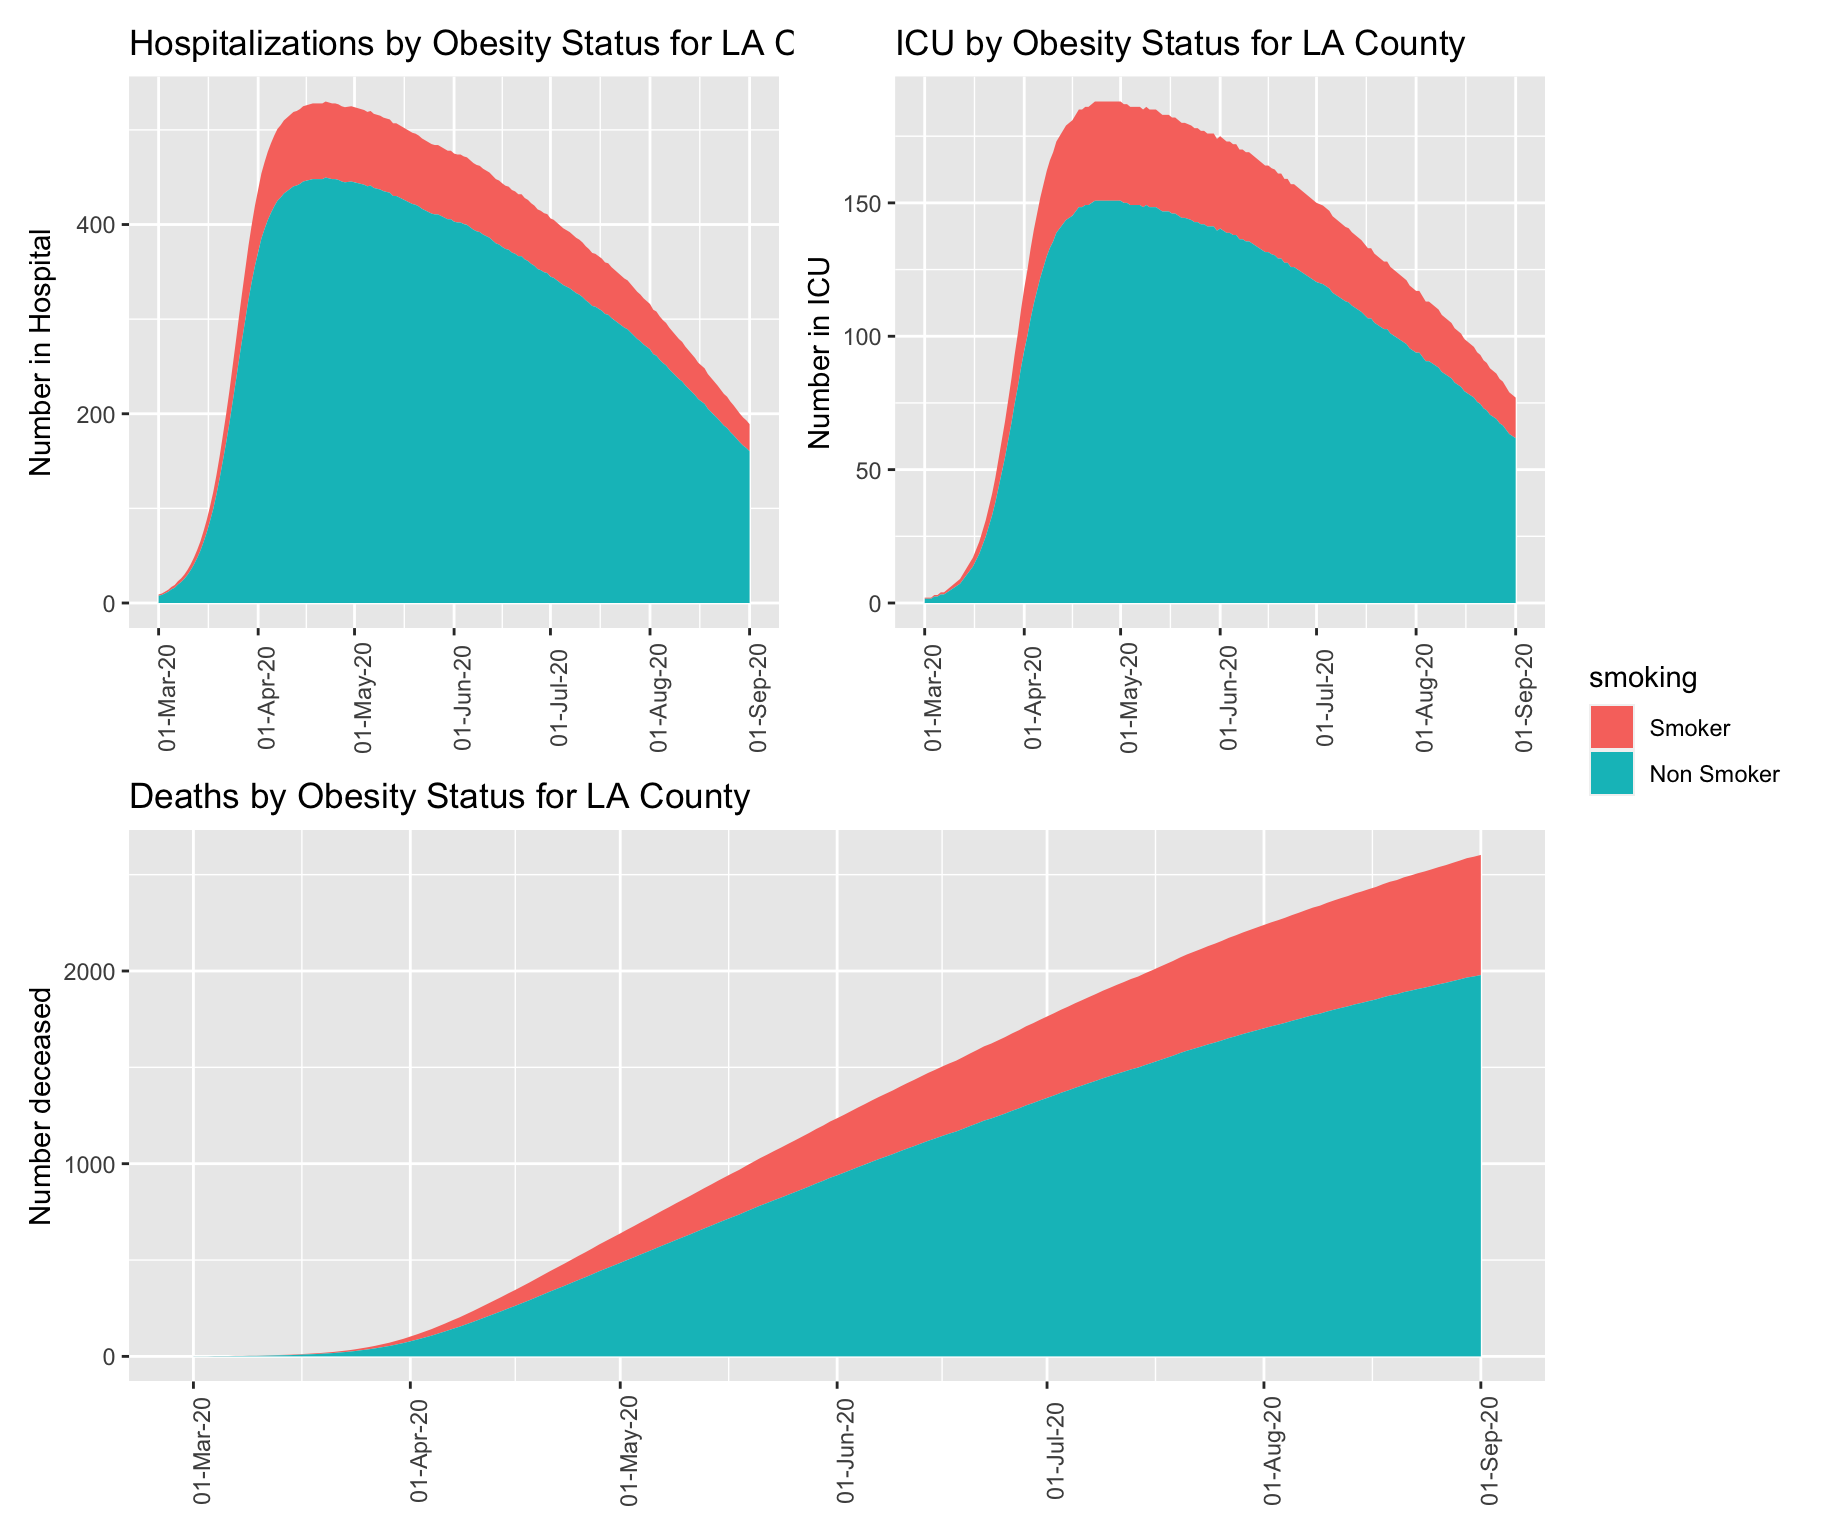 Hospitalizations by Obesity Status for LA C
Number in Hospital
400
200
0
01-Mar-20
01-Apr-20
01-May-20
01-Jun-20
01-Jul-20
01-Aug-20
01-Sep-20
ICU by Obesity Status for LA County
Number in ICU
150
100
50
0
01-Mar-20
01-Apr-20
01-May-20
01-Jun-20
01-Jul-20
01-Aug-20
01-Sep-20
smoking
Smoker
Non Smoker
Deaths by Obesity Status for LA County
Number deceased
2000
1000
0
01-Mar-20
01-Apr-20
01-May-20
01-Jun-20
01-Jul-20
01-Aug-20
01-Sep-20